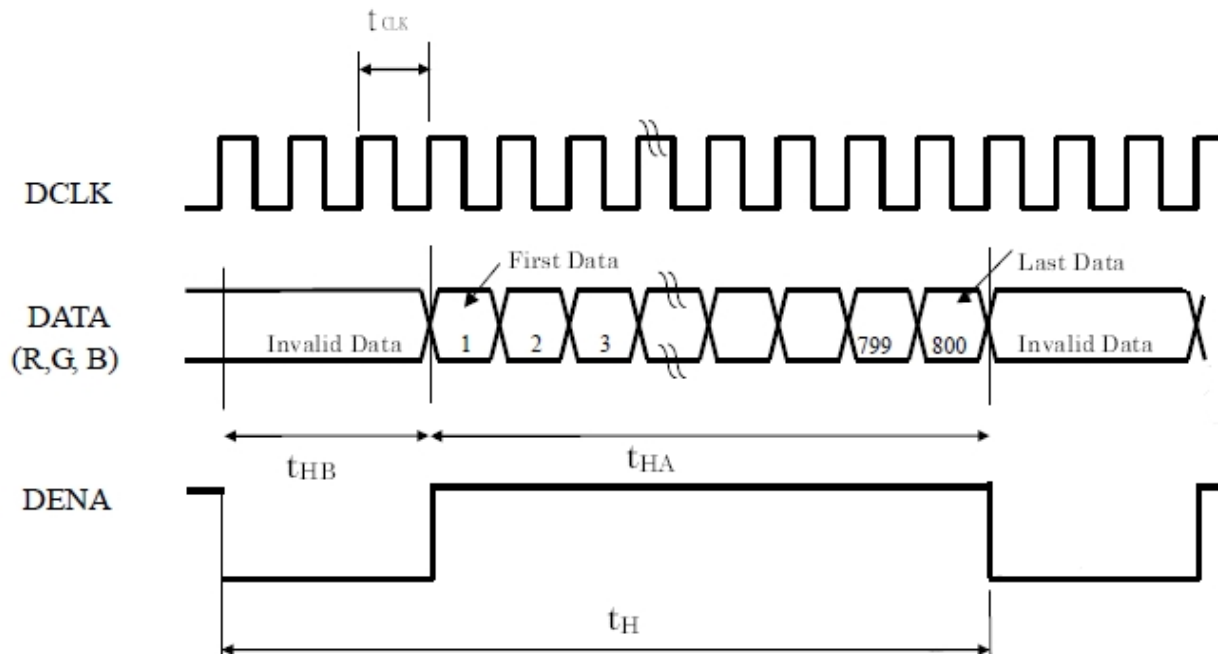 t CLK
DCLK
First Data
Last Data
DATA
(R,G, B)
Invalid Data 1 2 3 799 800 Invalid Data
tHB
tHA
DENA
tH